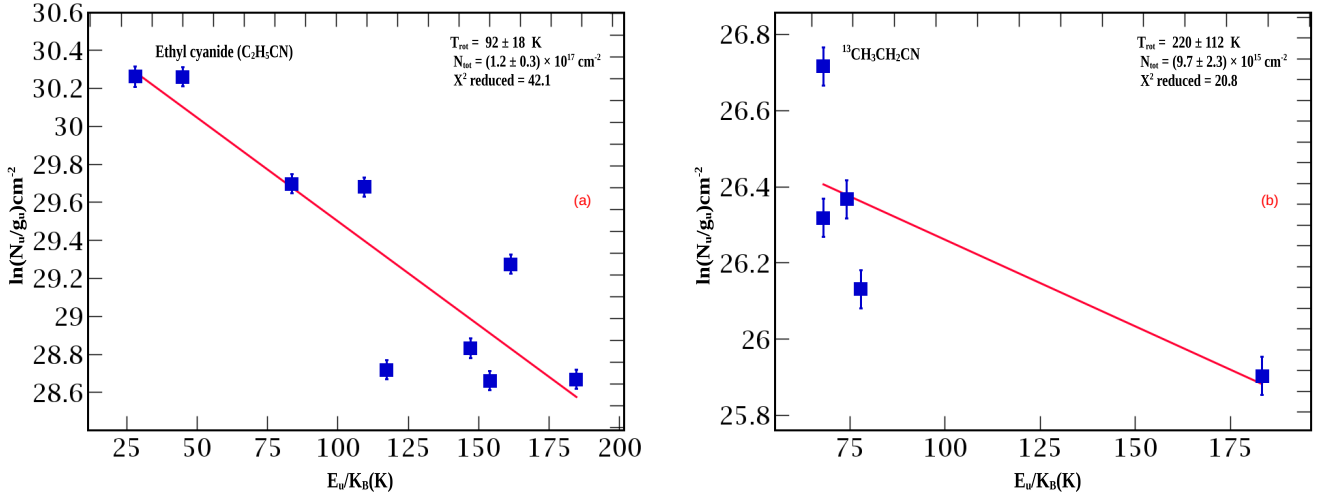 30.6
30.4
30.2
30
29.8
29.6
29.4
29.2
29
28.8
28.6
ln(Nu/gu)cm-2
Ethyl cyanide (C2H5CN)
Trot = 92 ± 18 K
Ntot = (1.2 ± 0.3) × 10^17 cm-2
X² reduced = 42.1
(a)
25 50 75 100 125 150 175 200
Eu/KB(K)
26.8
26.6
26.4
26.2
26
25.8
ln(Nu/gu)cm-2
13CH3CH2CN
Trot = 220 ± 112 K
Ntot = (9.7 ± 2.3) × 10^15 cm-2
X² reduced = 20.8
(b)
75 100 125 150 175
Eu/KB(K)